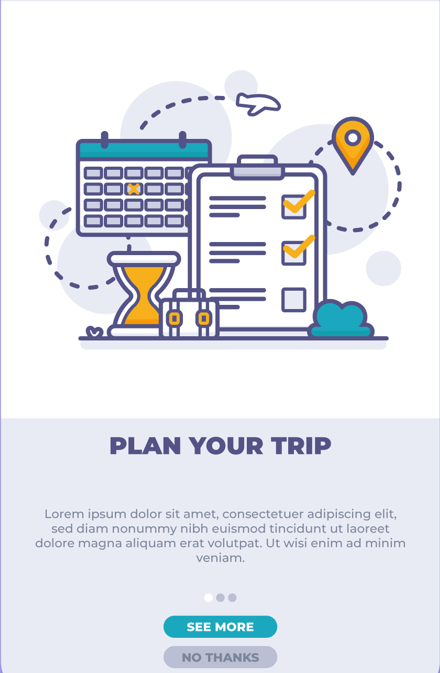 PLAN YOUR TRIP
Lorem ipsum dolor sit amet, consectetuer adipiscing elit,
sed diam nonummy nibh euismod tincidunt ut laoreet
dolore magna aliquam erat volutpat. Ut wisi enim ad minim
veniam.
SEE MORE
NO THANKS